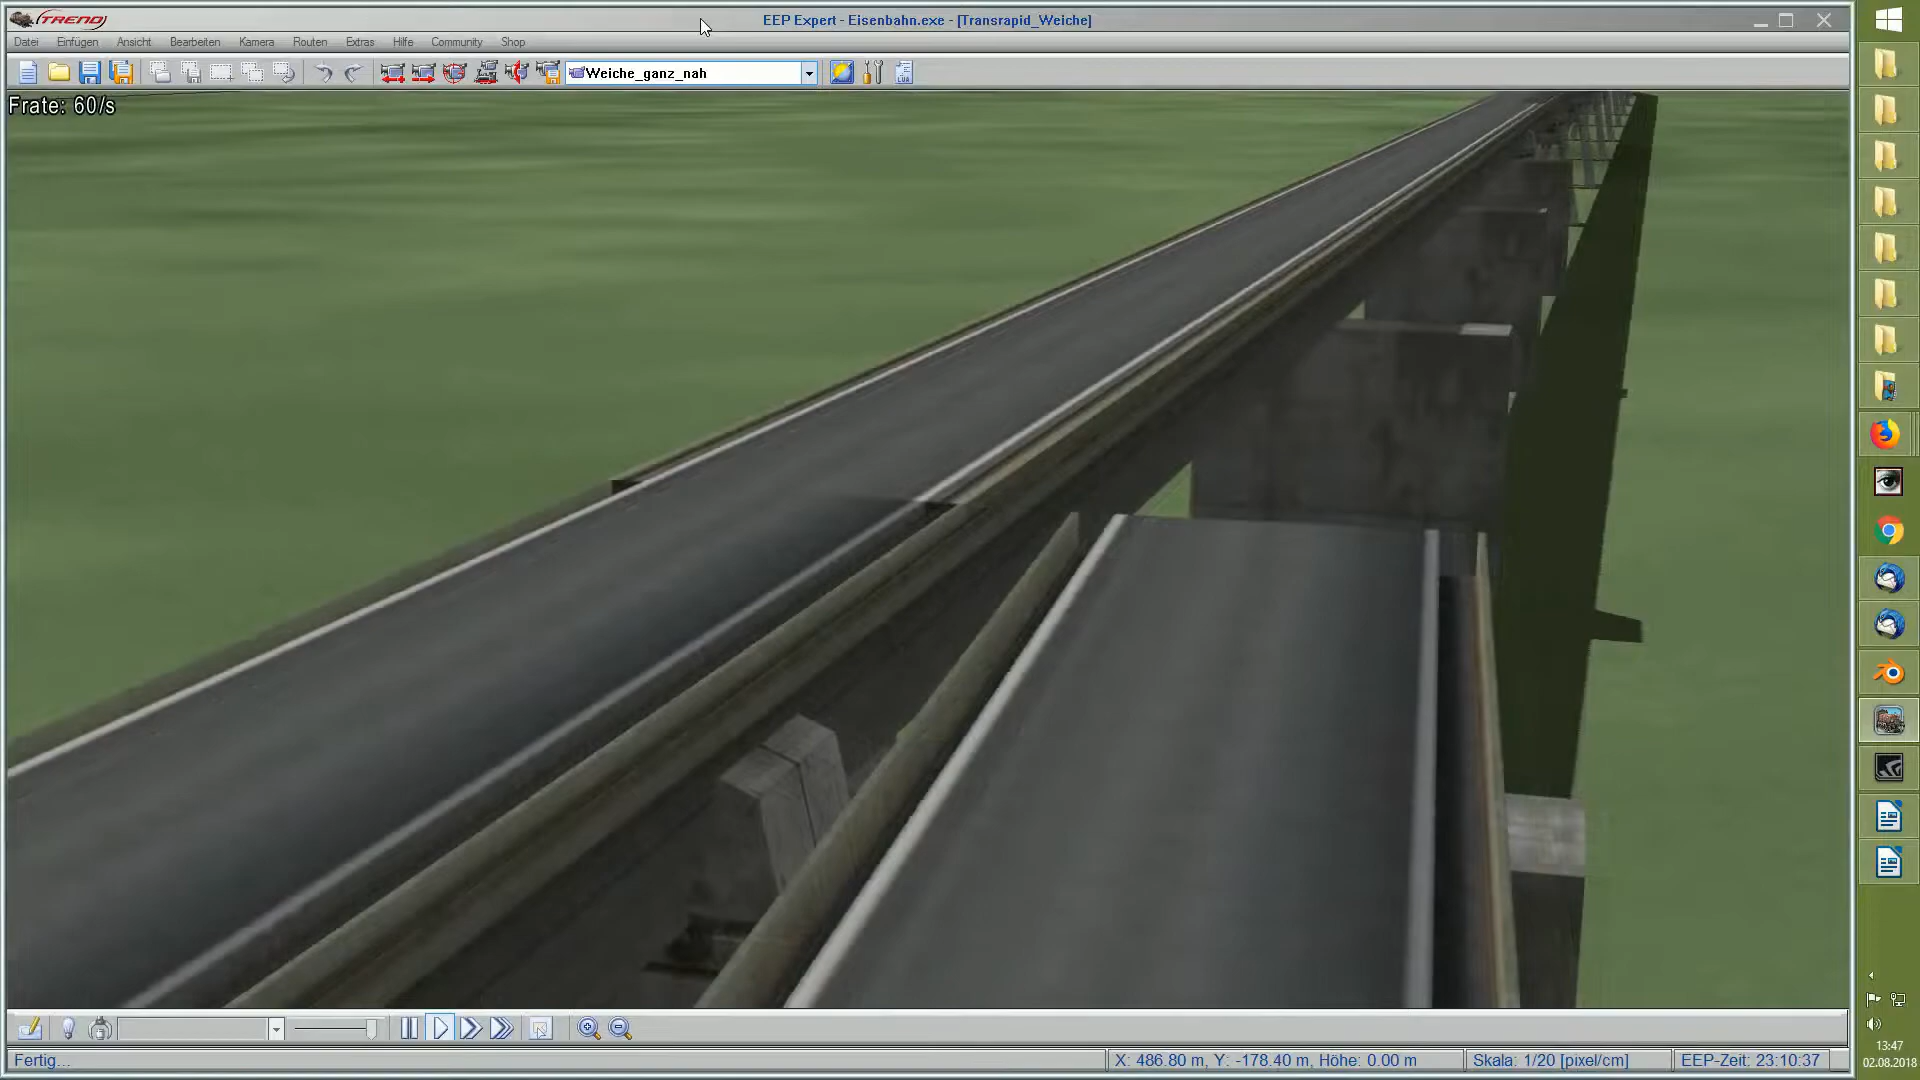 TREND
EEP Expert - Eisenbahn.exe - [Transrapid_Weiche]
Datei Einfügen Ansicht Bearbeiten Kamera Routen Extras Hilfe Community Shop
Weiche_ganz_nah
LUA
Frate: 60/s
Fertig...
X: 486.80 m, Y: -178.40 m, Höhe: 0.00 m
Skala: 1/20 [pixel/cm]
EEP-Zeit: 23:10:37
13:47
02.08.2018